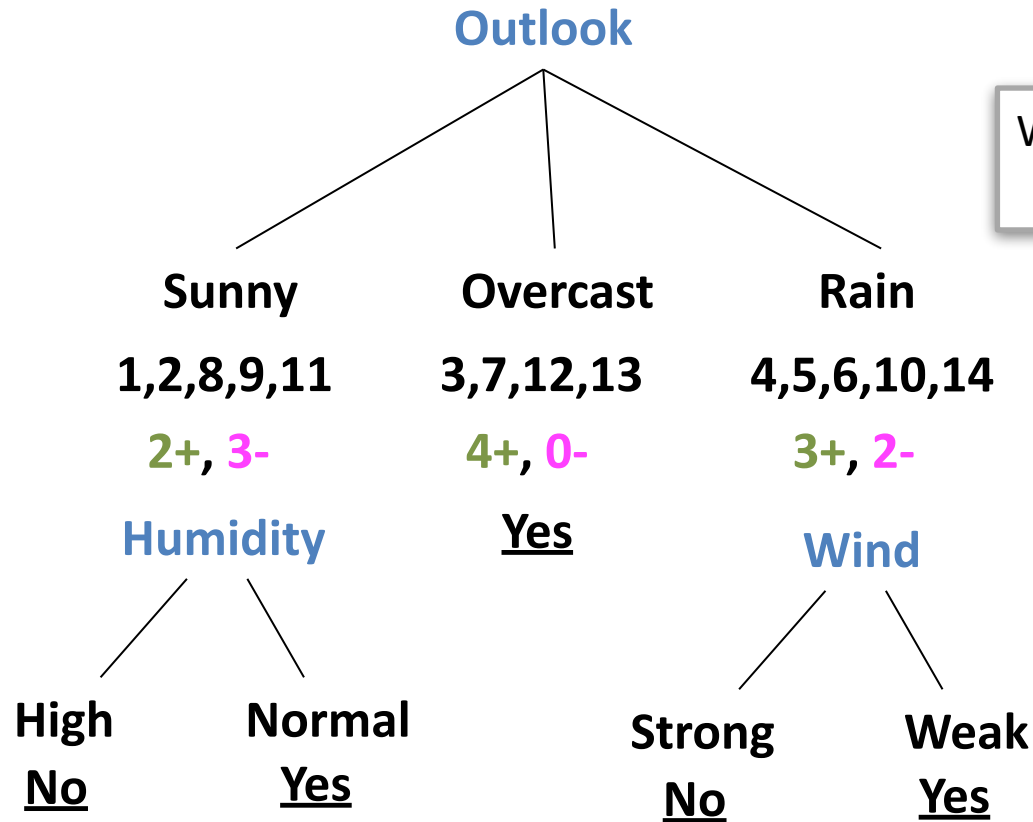 Outlook
W
Sunny Overcast Rain
1,2,8,9,11 3,7,12,13 4,5,6,10,14
2+, 3- 4+, 0- 3+, 2-
Humidity Yes Wind
High Normal Strong Weak
No Yes No Yes